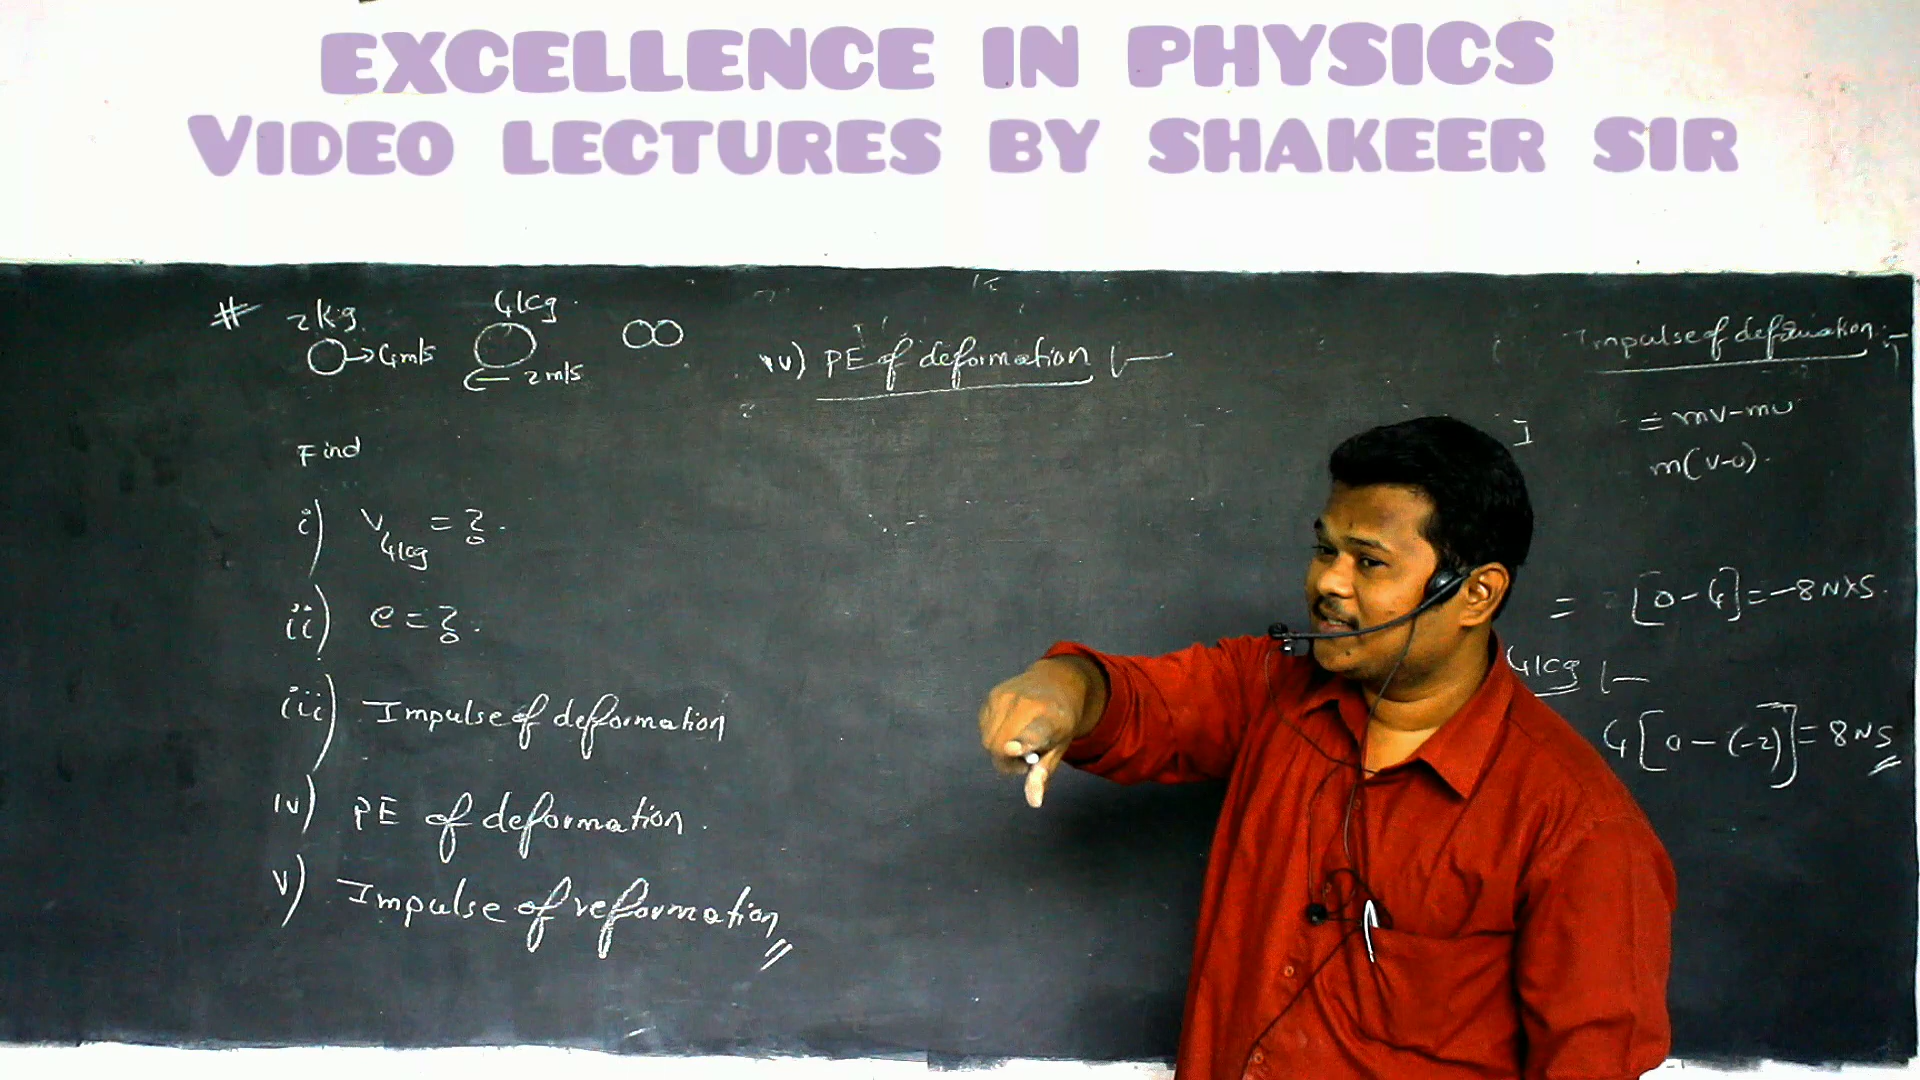 EXCELLENCE IN PHYSICS
VIDEO LECTURES BY SHAKEER SIR
# 2kg 4kg
4m/s
2m/s
Find
i) V4kg = ?
ii) e = ?
iii) Impulse of deformation
iv) PE of deformation
v) Impulse of reformation
iv) PE of deformation :-
Impulse of deformation :-
I = mv-mu
m(v-u)
= [0-4] = -8 N×S
4kg :-
4[0-(-2)] = 8 NS